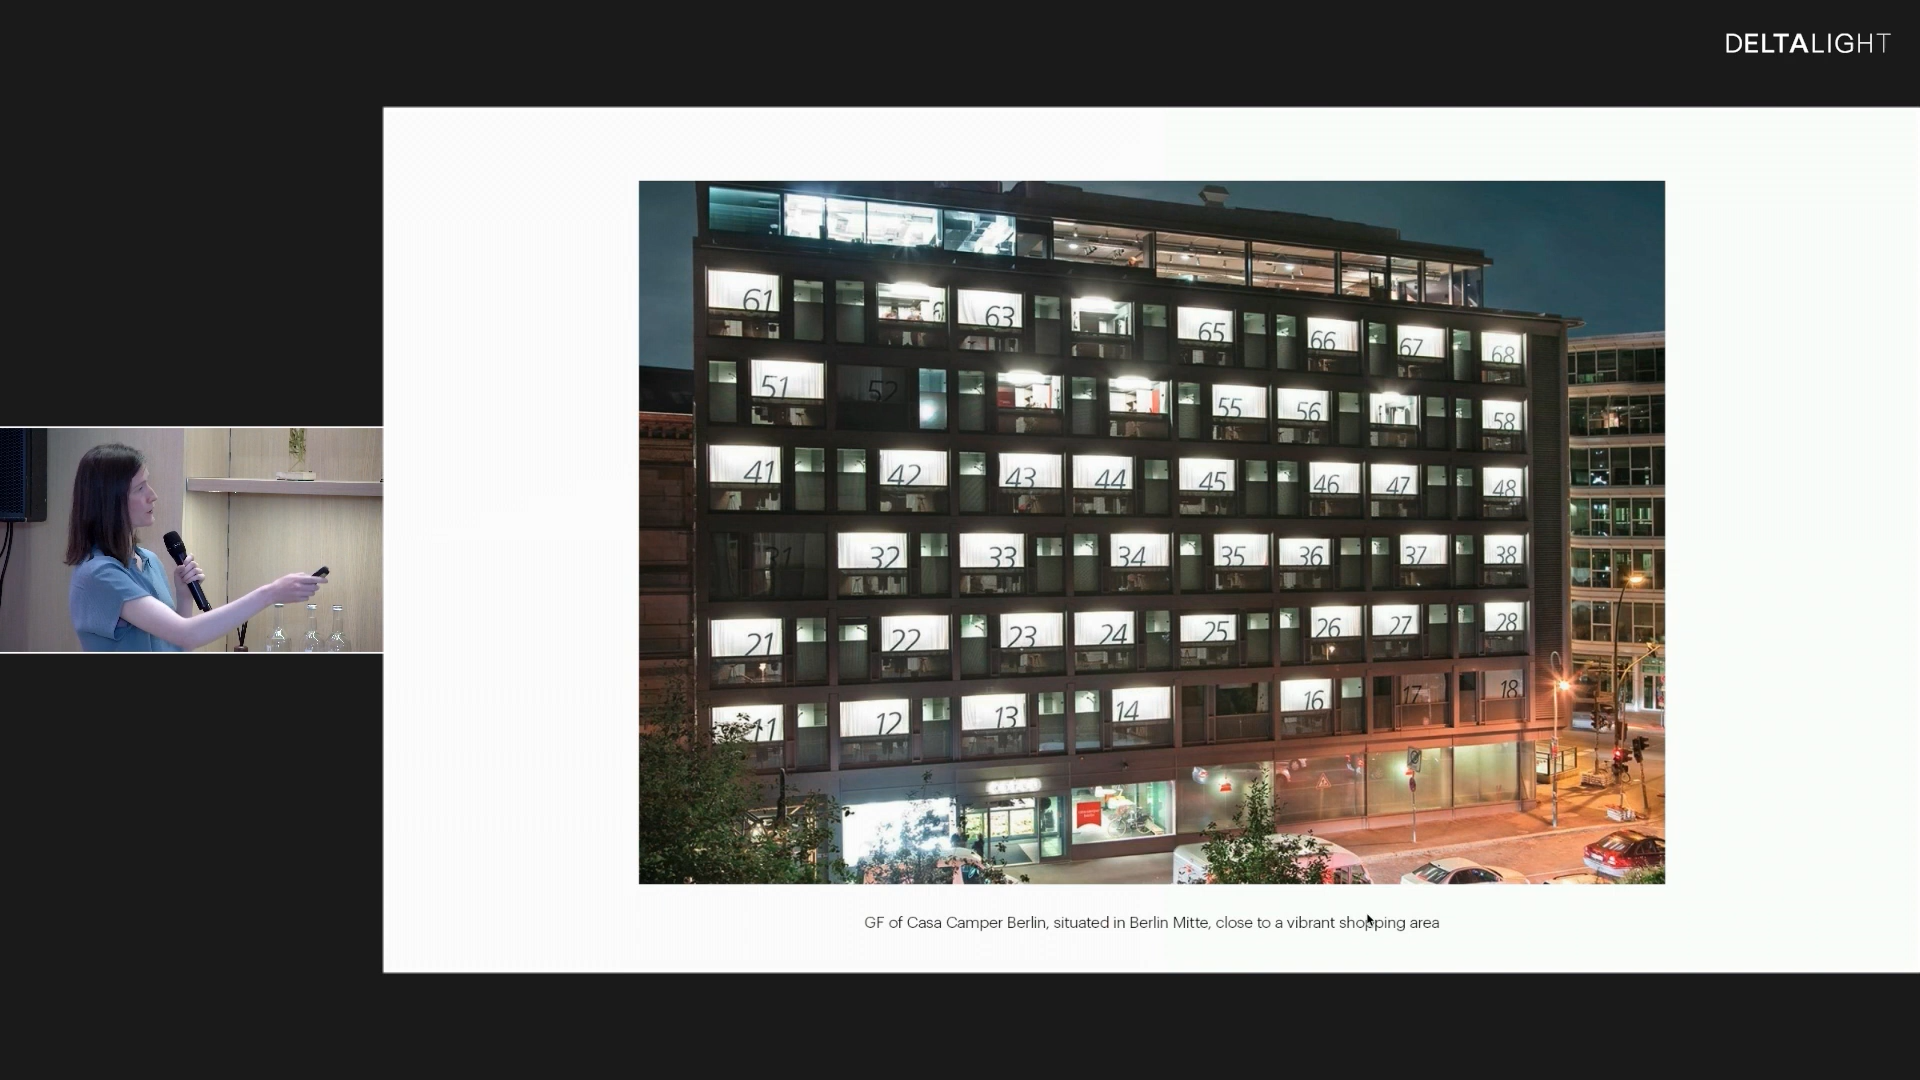 DELTALIGHT
61 63 65 66 67 68
51 52 55 56 58
41 42 43 44 45 46 47 48
31 32 33 34 35 36 37 38
21 22 23 24 25 26 27 28
11 12 13 14 16 17 18
GF of Casa Camper Berlin, situated in Berlin Mitte, close to a vibrant shopping area